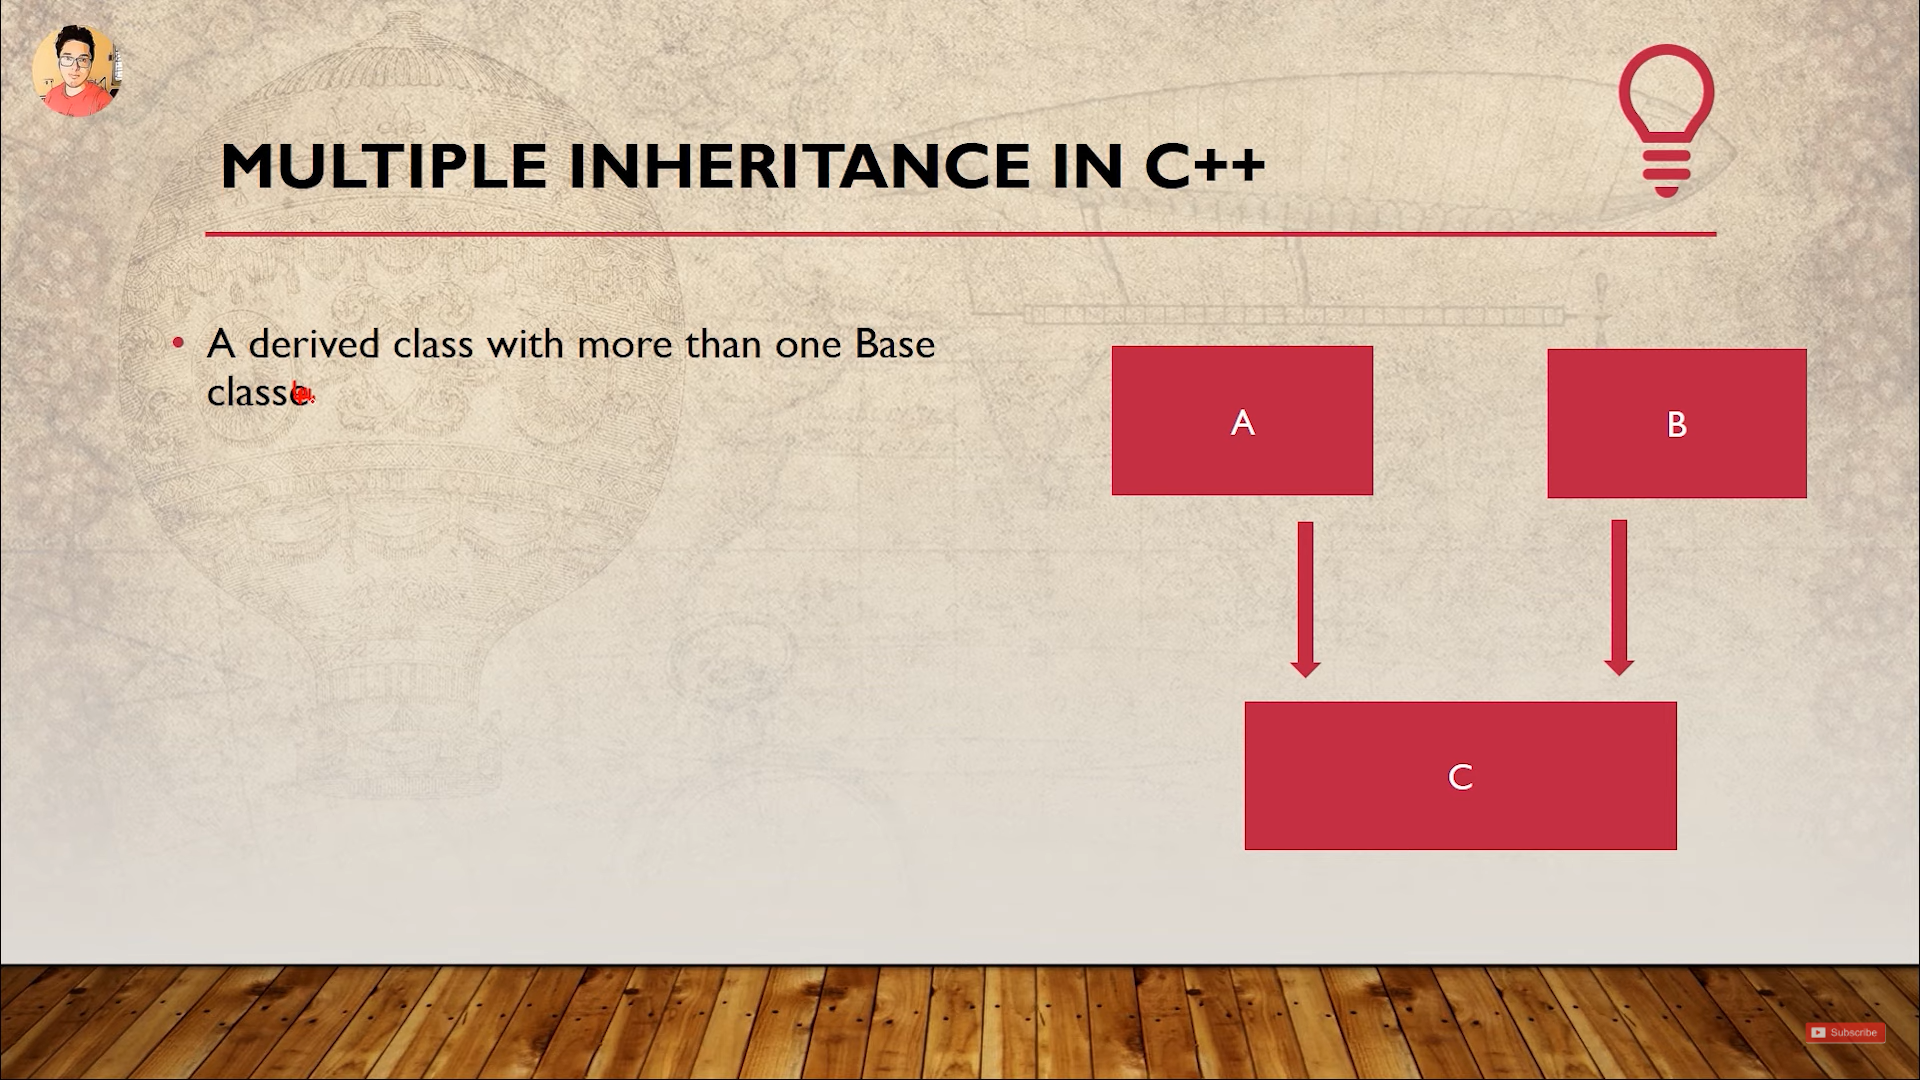 MULTIPLE INHERITANCE IN C++
• A derived class with more than one Base
classe
A
B
C
Subscribe